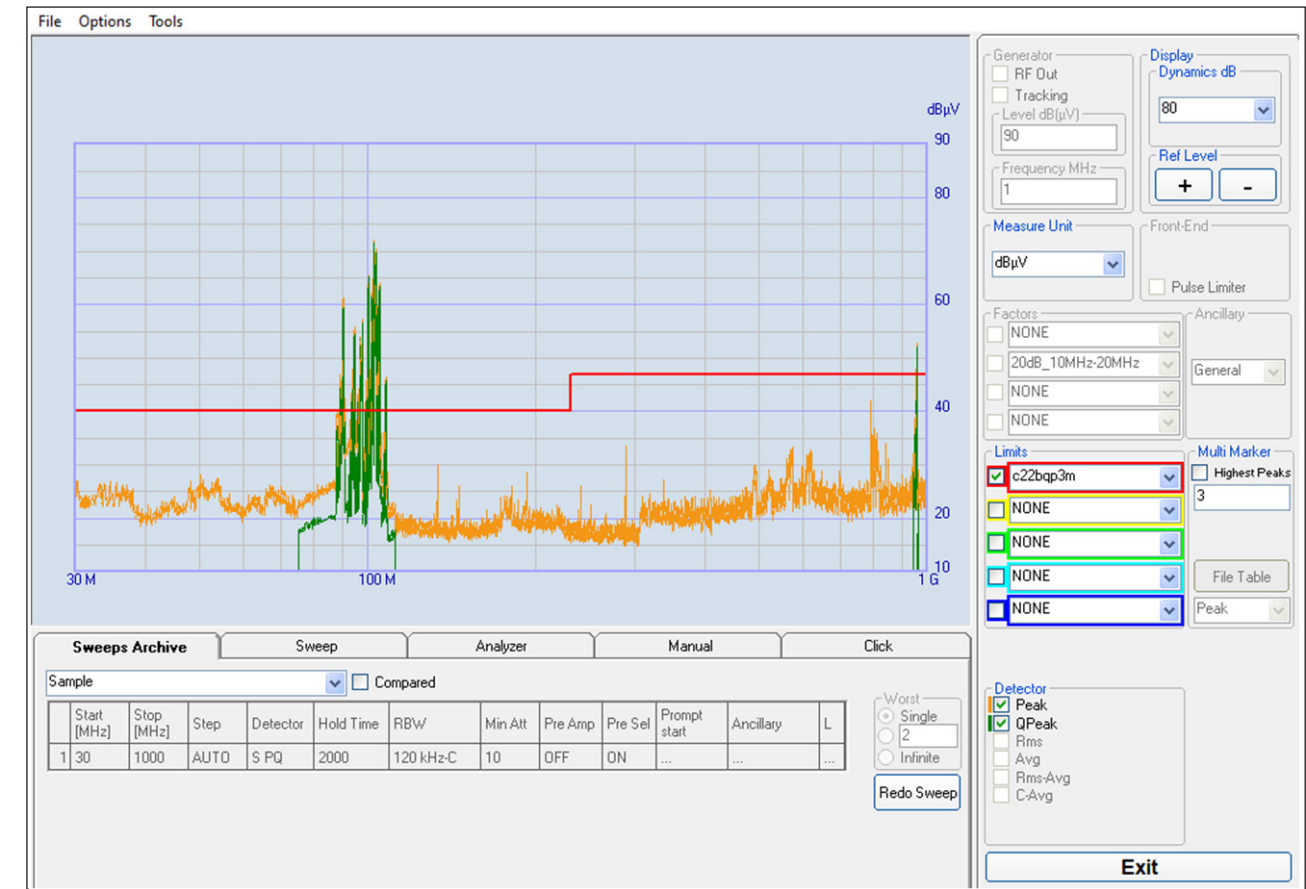 File Options Tools
dBµV
90
80
60
40
20
10
30 M
100 M
1 G
Generator
RF Out
Tracking
Level dB(µV)
90
Frequency MHz
1
Display
Dynamics dB
80
Ref Level
+ -
Measure Unit
dBµV
Front-End
Pulse Limiter
Factors
NONE
20dB_10MHz-20MHz
NONE
NONE
Ancillary
General
Limits
c22bqp3m
NONE
NONE
NONE
NONE
Multi Marker
Highest Peaks
3
File Table
Peak
Sweeps Archive Sweep Analyzer Manual Click
Sample Compared
Start [MHz] Stop [MHz] Step Detector Hold Time RBW Min Att Pre Amp Pre Sel Prompt start Ancillary L
1 30 1000 AUTO S PQ 2000 120 kHz-C 10 OFF ON ... ... ...
Worst
Single
2
Infinite
Redo Sweep
Detector
Peak
QPeak
Rms
Avg
Rms-Avg
C-Avg
Exit